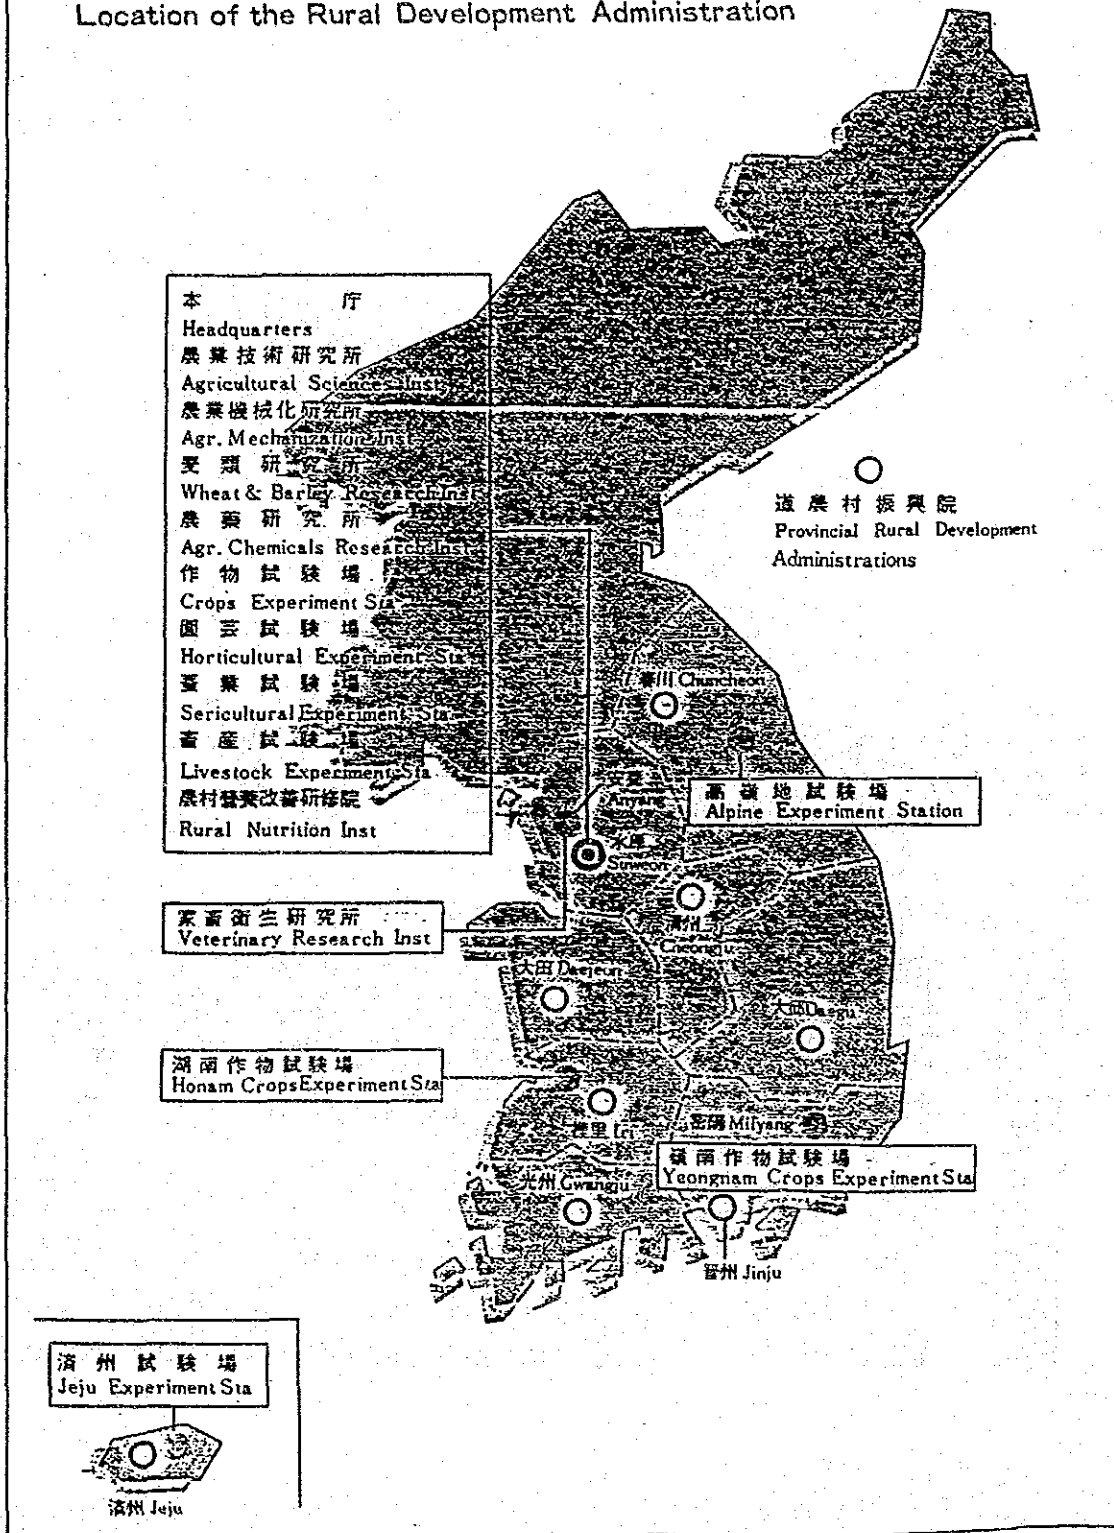 Location of the Rural Development Administration
本 庁
Headquarters
農業技術研究所
Agricultural Sciences Inst
農業機械化研究所
Agr. Mechanization Inst
麦類研究所
Wheat & Barley Research Inst
農薬研究所
Agr. Chemicals Research Inst
作物試験場
Crops Experiment Sta
園芸試験場
Horticultural Experiment Sta
蚕業試験場
Sericultural Experiment Sta
畜産試験場
Livestock Experiment Sta
農村営養改善研修院
Rural Nutrition Inst
道農村振興院
Provincial Rural Development
Administrations
春川 Chuncheon
高嶺地試験場
Alpine Experiment Station
安養
Anyang
水原
Suweon
清州
Cheongju
家畜衛生研究所
Veterinary Research Inst
大田 Daejeon
大邱 Daegu
湖南作物試験場
Honam Crops Experiment Sta
裡里 Iri
密陽 Milyang
嶺南作物試験場
Yeongnam Crops Experiment Sta
光州 Gwangju
晋州 Jinju
済州試験場
Jeju Experiment Sta
済州 Jeju